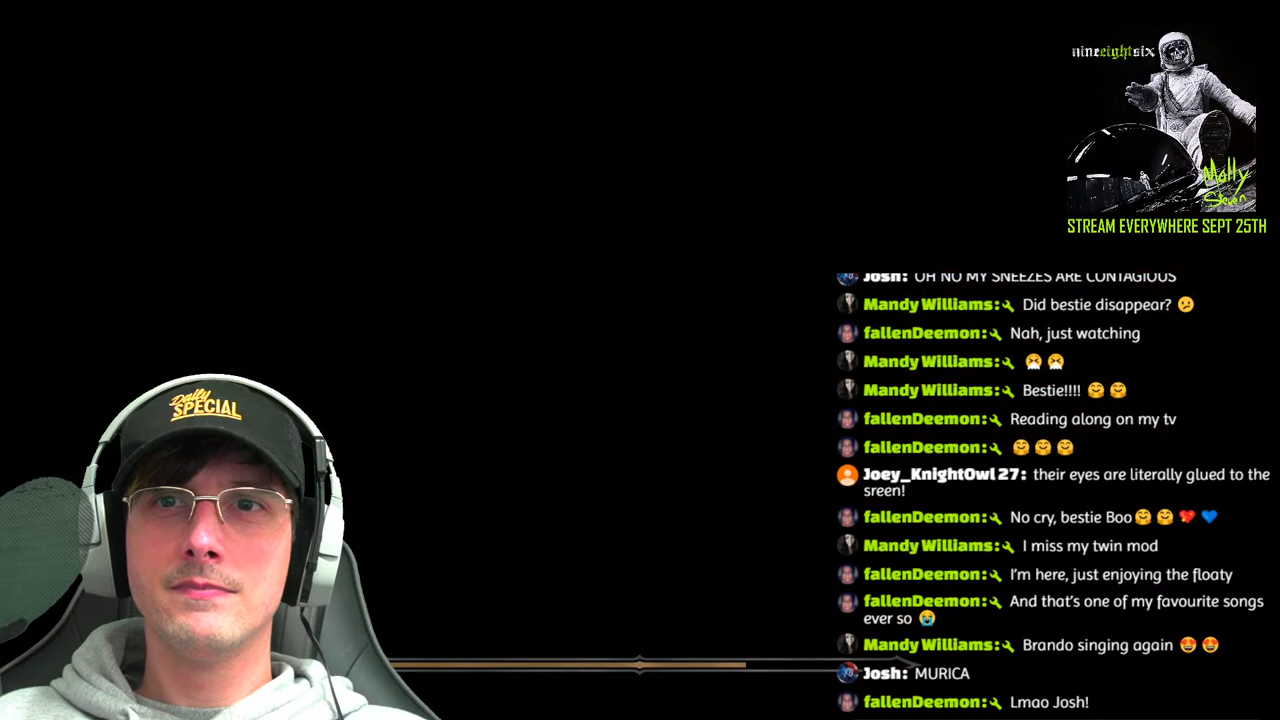 nineeightsix
Molly
Steven
STREAM EVERYWHERE SEPT 25TH
Daily
SPECIAL
Josh: OH NO MY SNEEZES ARE CONTAGIOUS
Mandy Williams: Did bestie disappear? 🫤
fallenDeemon: Nah, just watching
Mandy Williams: 😤 😤
Mandy Williams: Bestie!!!! 🤗 🤗
fallenDeemon: Reading along on my tv
fallenDeemon: 🤗 🤗 🤗
Joey_KnightOwl 27: their eyes are literally glued to the
sreen!
fallenDeemon: No cry, bestie Boo🤗 🤗 💖 💙
Mandy Williams: I miss my twin mod
fallenDeemon: I'm here, just enjoying the floaty
fallenDeemon: And that's one of my favourite songs
ever so 😭
Mandy Williams: Brando singing again 😍 😍
Josh: MURICA
fallenDeemon: Lmao Josh!